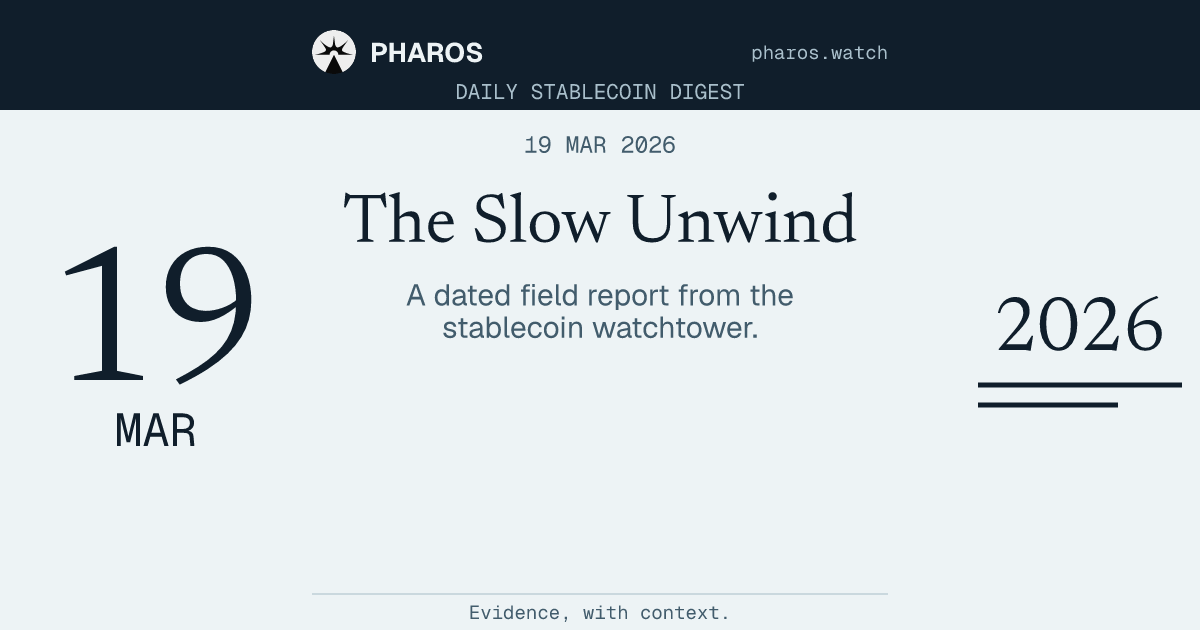 PHAROS
pharos.watch
DAILY STABLECOIN DIGEST
19 MAR 2026
The Slow Unwind
A dated field report from the
stablecoin watchtower.
19
MAR
2026
Evidence, with context.